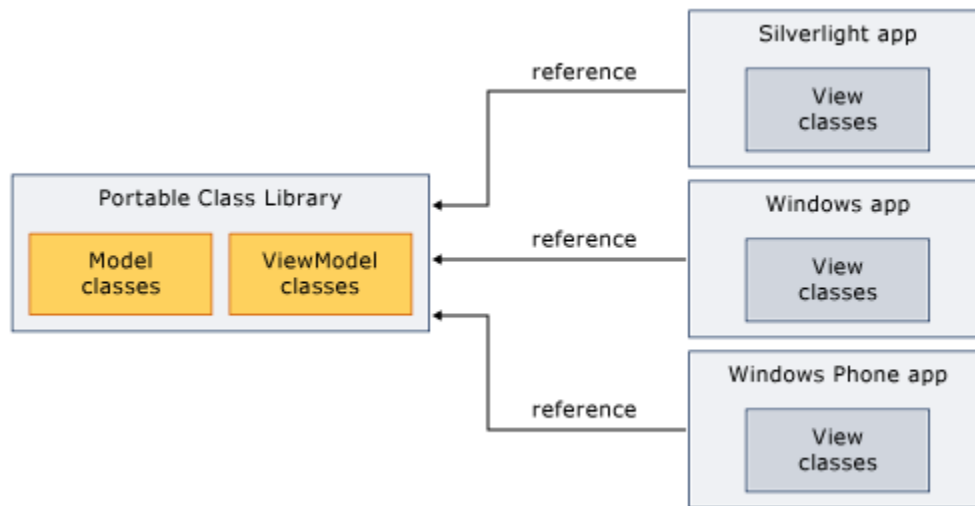 Silverlight app
reference
View
classes
Portable Class Library
Model
classes
ViewModel
classes
Windows app
reference
View
classes
Windows Phone app
reference
View
classes